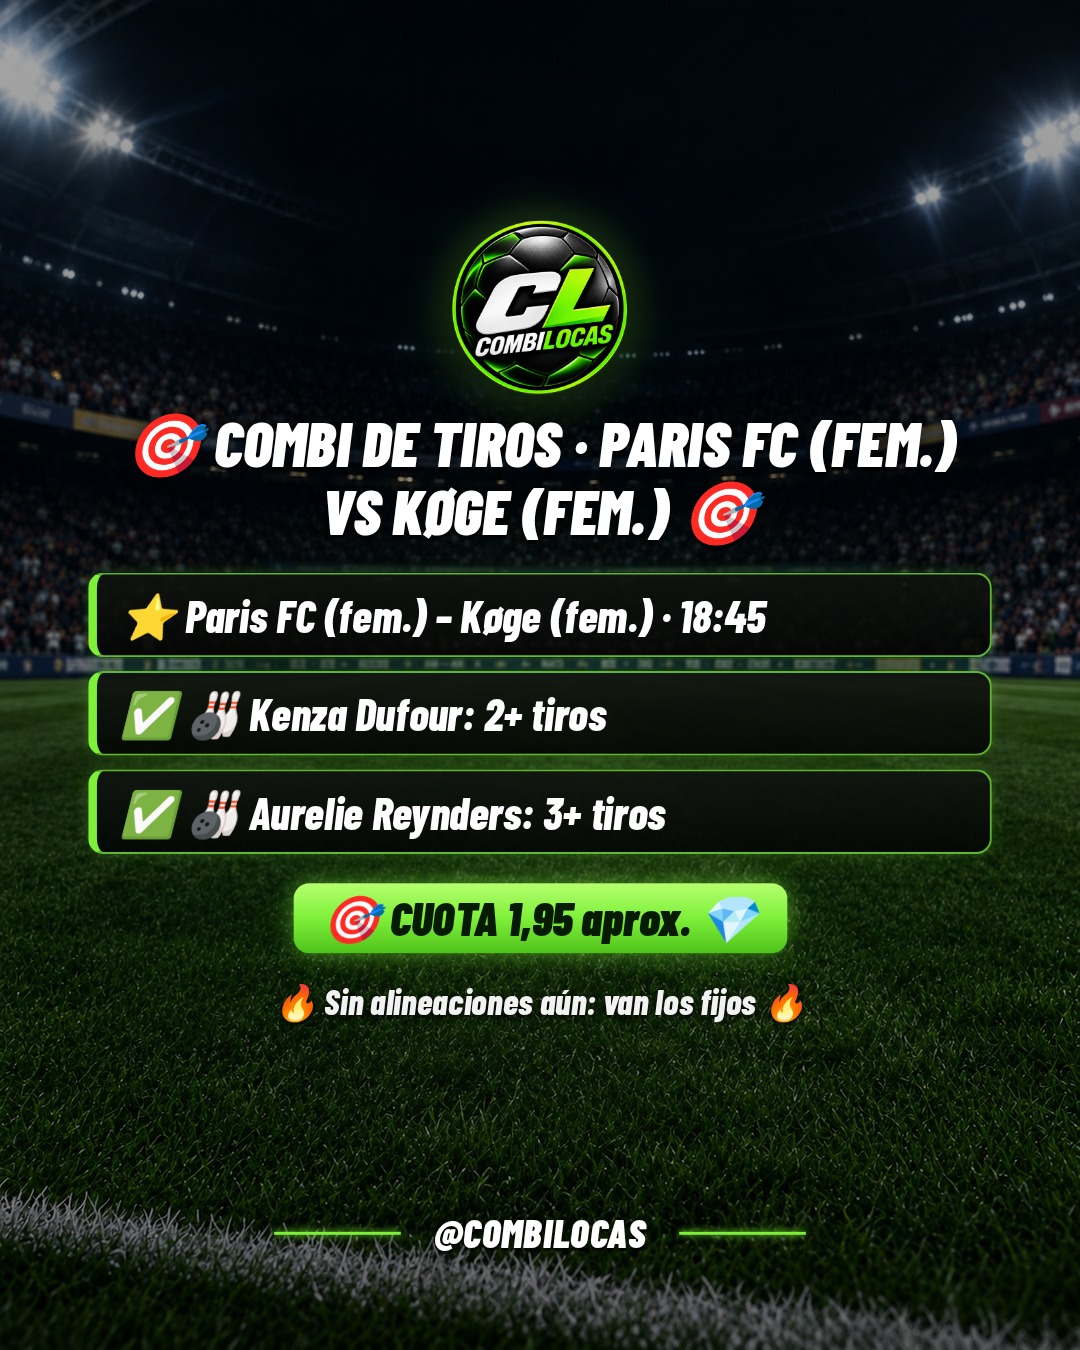 CL
COMBILOCAS
🎯 COMBI DE TIROS · PARIS FC (FEM.)
VS KØGE (FEM.) 🎯
⭐ Paris FC (fem.) - Køge (fem.) · 18:45
✅ 🎳 Kenza Dufour: 2+ tiros
✅ 🎳 Aurelie Reynders: 3+ tiros
🎯 CUOTA 1,95 aprox. 💎
🔥 Sin alineaciones aún: van los fijos 🔥
@COMBILOCAS